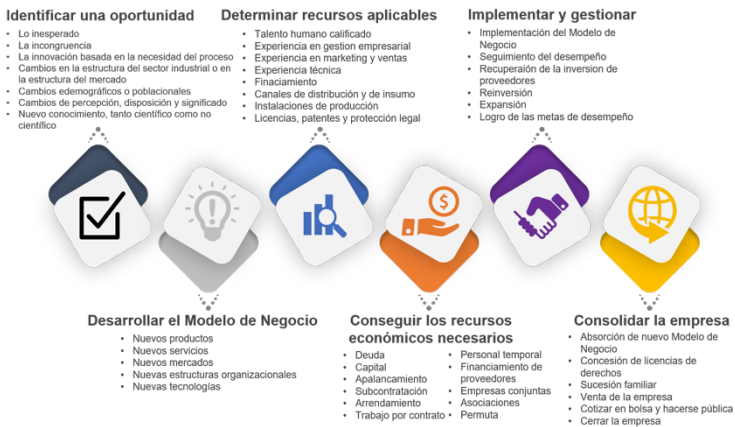 Identificar una oportunidad
• Lo inesperado
• La incongruencia
• La innovación basada en la necesidad del proceso
• Cambios en la estructura del sector industrial o en
la estructura del mercado
• Cambios edemográficos o poblacionales
• Cambios de percepción, disposición y significado
• Nuevo conocimiento, tanto científico como no
científico
Determinar recursos aplicables
• Talento humano calificado
• Experiencia en gestion empresarial
• Experiencia en marketing y ventas
• Experiencia técnica
• Finaciamiento
• Canales de distribución y de insumo
• Instalaciones de producción
• Licencias, patentes y protección legal
Implementar y gestionar
• Implementación del Modelo de
Negocio
• Seguimiento del desempeño
• Recuperaión de la inversion de
proveedores
• Reinversión
• Expansión
• Logro de las metas de desempeño
$
Desarrollar el Modelo de Negocio
• Nuevos productos
• Nuevos servicios
• Nuevos mercados
• Nuevas estructuras organizacionales
• Nuevas tecnologías
Conseguir los recursos
económicos necesarios
• Deuda
• Capital
• Apalancamiento
• Subcontratación
• Arrendamiento
• Trabajo por contrato
• Personal temporal
• Financiamiento de
proveedores
• Empresas conjuntas
• Asociaciones
• Permuta
Consolidar la empresa
• Absorción de nuevo Modelo de
Negocio
• Concesión de licencias de
derechos
• Sucesión familiar
• Venta de la empresa
• Cotizar en bolsa y hacerse pública
• Cerrar la empresa